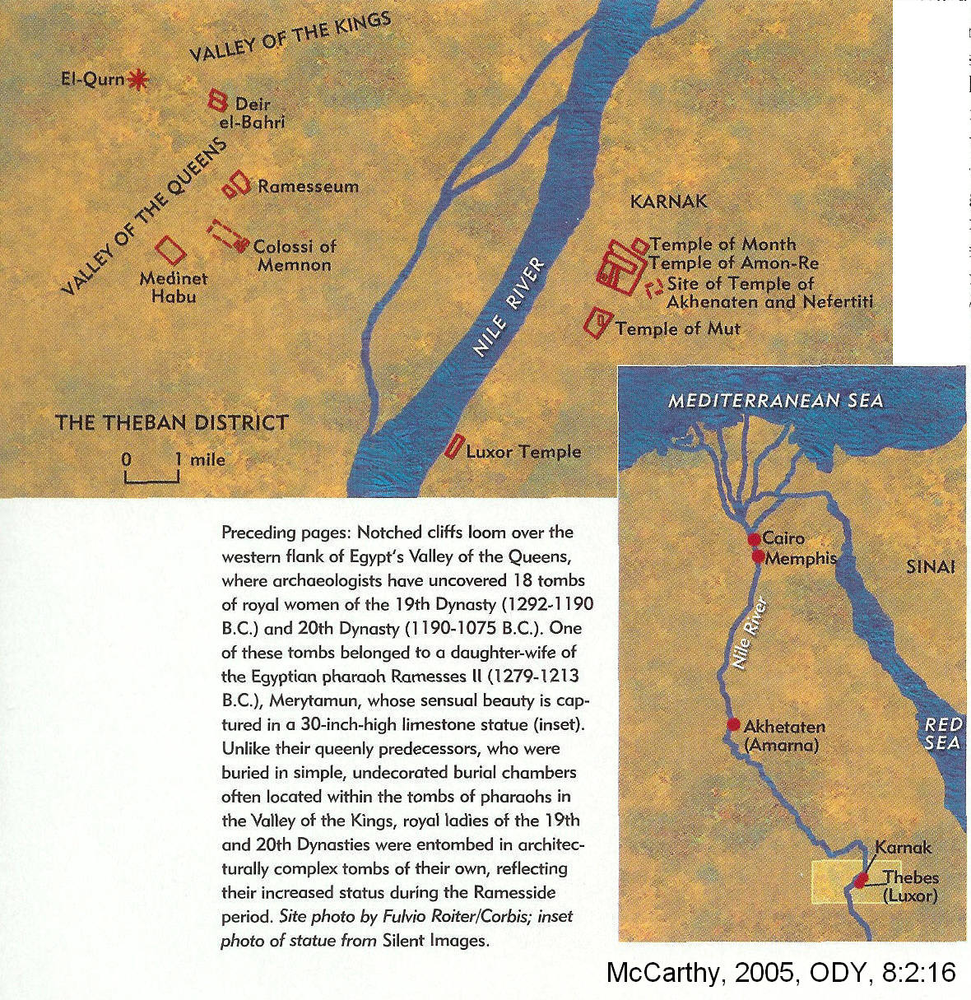 VALLEY OF THE KINGS
El-Qurn
Deir
el-Bahri
VALLEY OF THE QUEENS
Ramesseum
Colossi of
Memnon
Medinet
Habu
NILE RIVER
KARNAK
Temple of Month
Temple of Amon-Re
Site of Temple of
Akhenaten and Nefertiti
Temple of Mut
Luxor Temple
THE THEBAN DISTRICT
0 1 mile
MEDITERRANEAN SEA
Cairo
Memphis
SINAI
Nile River
Akhetaten
(Amarna)
RED
SEA
Karnak
Thebes
(Luxor)
Preceding pages: Notched cliffs loom over the
western flank of Egypt's Valley of the Queens,
where archaeologists have uncovered 18 tombs
of royal women of the 19th Dynasty (1292-1190
B.C.) and 20th Dynasty (1190-1075 B.C.). One
of these tombs belonged to a daughter-wife of
the Egyptian pharaoh Ramesses II (1279-1213
B.C.), Merytamun, whose sensual beauty is cap-
tured in a 30-inch-high limestone statue (inset).
Unlike their queenly predecessors, who were
buried in simple, undecorated burial chambers
often located within the tombs of pharaohs in
the Valley of the Kings, royal ladies of the 19th
and 20th Dynasties were entombed in architec-
turally complex tombs of their own, reflecting
their increased status during the Ramesside
period. Site photo by Fulvio Roiter/Corbis; inset
photo of statue from Silent Images.
McCarthy, 2005, ODY, 8:2:16